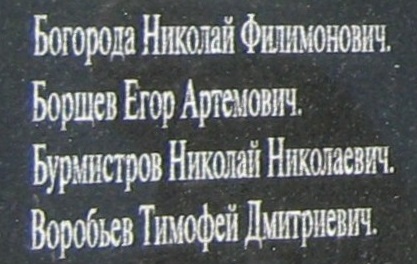 Богорода Николай Филимонович.
Борщев Егор Артемович.
Бурмистров Николай Николаевич.
Воробьев Тимофей Дмитриевич.